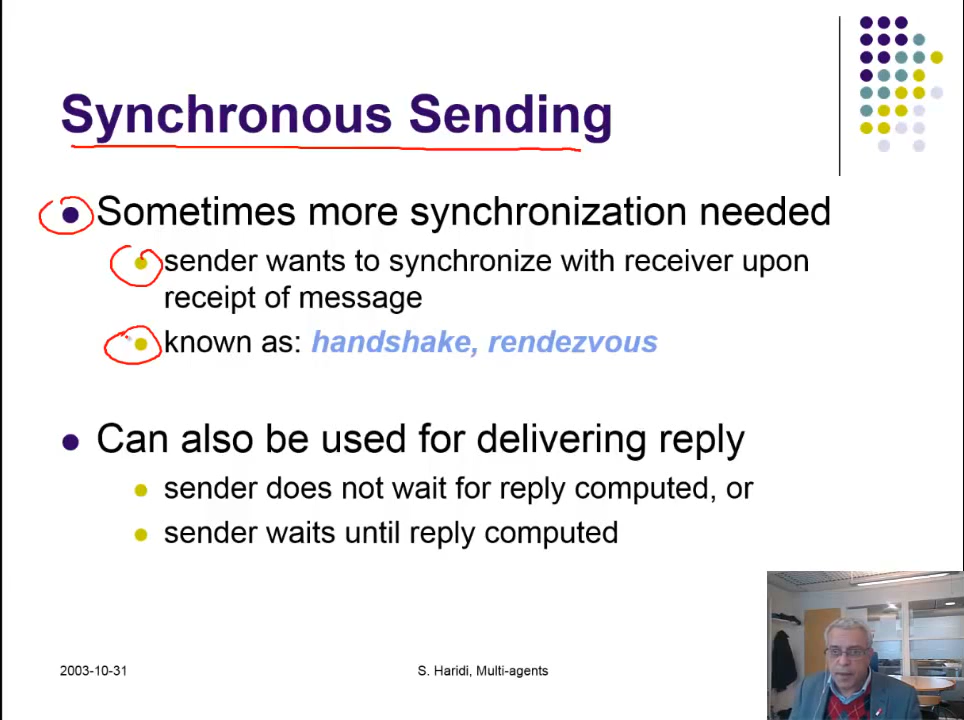 Synchronous Sending
Sometimes more synchronization needed
sender wants to synchronize with receiver upon
receipt of message
known as: handshake, rendezvous
Can also be used for delivering reply
sender does not wait for reply computed, or
sender waits until reply computed
2003-10-31
S. Haridi, Multi-agents